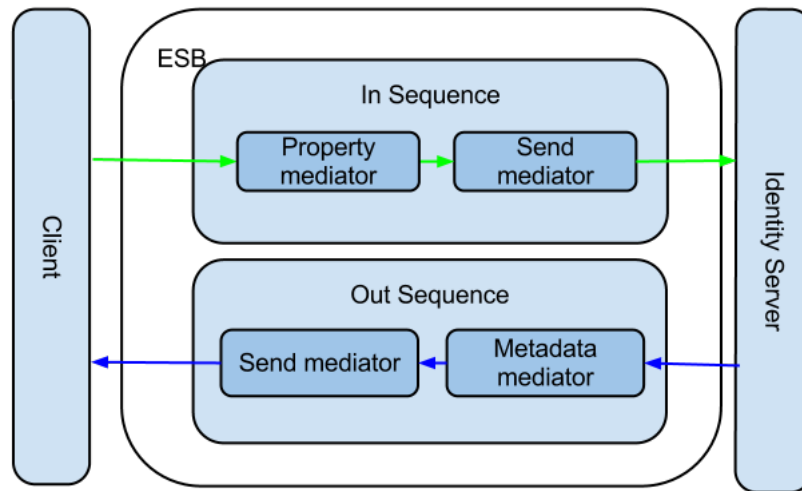 ESB
In Sequence
Property
mediator
Send
mediator
Client
Identity Server
Out Sequence
Send mediator
Metadata
mediator